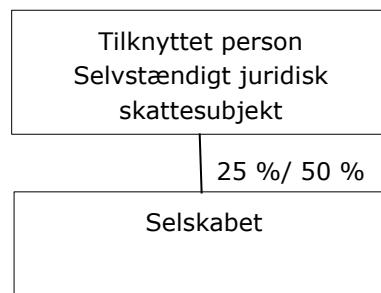 Tilknyttet person
Selvstændigt juridisk
skattesubjekt
25 %/ 50 %
Selskabet